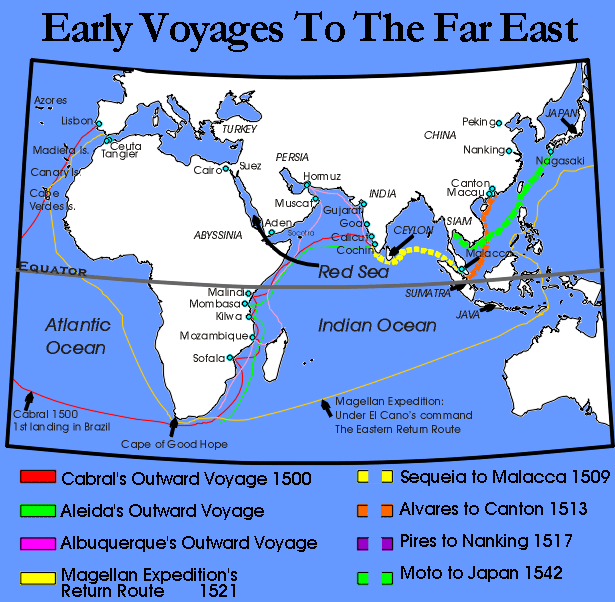 Early Voyages To The Far East
Azores
Lisbon
Madiera Is.
Ceuta
Tangier
Canary Is.
Cape
Verdes Is.
TURKEY
Cairo
Suez
PERSIA
Hormuz
Muscat
Aden
Socotia
ABYSSINIA
INDIA
Gujarati
Goa
Calicut
Cochin
CEYLON
CHINA
Peking
Nanking
Canton
Macau
JAPAN
Nagasaki
SIAM
Malacca
Red Sea
EQUATOR
SUMATRA
JAVA
Malindi
Mombasa
Kilwa
Mozambique
Sofala
Atlantic
Ocean
Indian Ocean
Cabral 1500
1st landing in Brazil
Cape of Good Hope
Magellan Expedition:
Under El Cano's command
The Eastern Return Route
Cabral's Outward Voyage 1500
Aleida's Outward Voyage
Albuquerque's Outward Voyage
Magellan Expedition's
Return Route 1521
Sequeia to Malacca 1509
Alvares to Canton 1513
Pires to Nanking 1517
Moto to Japan 1542